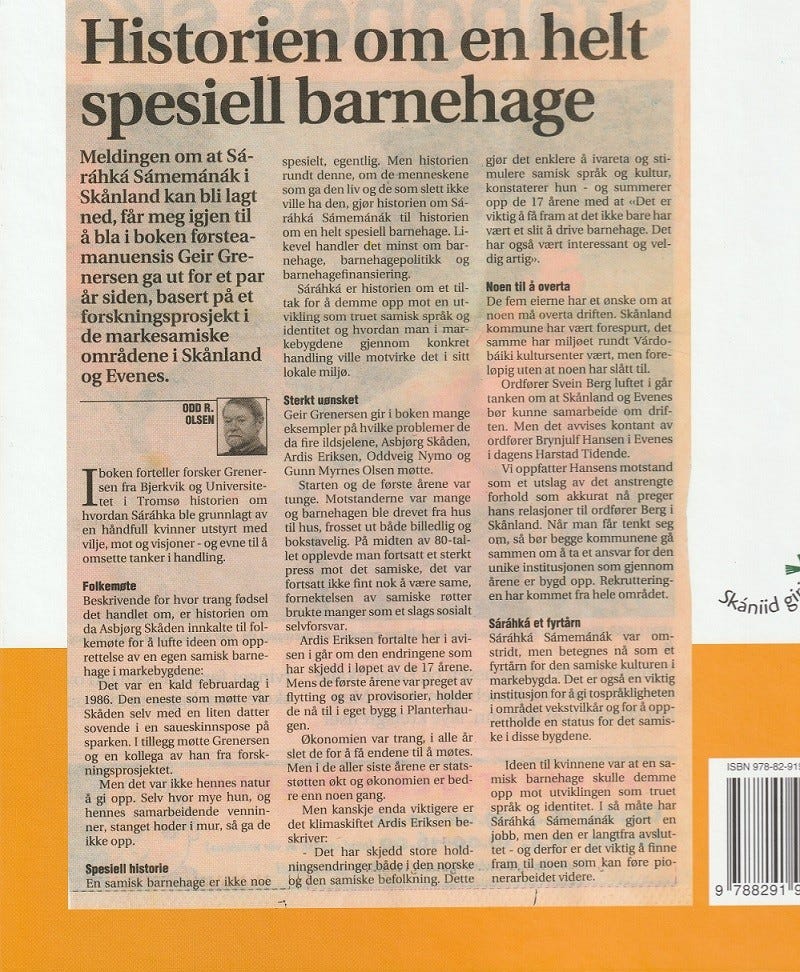 Historien om en helt
spesiell barnehage
Meldingen om at Sá-
ráhká Sámemánák i
Skånland kan bli lagt
ned, får meg igjen til
å bla i bokenførstea-
manuensis Geir Gre-
nersen ga ut for et par
år siden, basert på et
forskningsprosjekt i
de markesamiske
områdene i Skånland
og Evenes.
ODD R.
OLSEN
I boken forteller forsker Grener-
sen fra Bjerkvik og Universite-
tet i Tromsø historien om
hvordan Sáráhka ble grunnlagt av
en håndfull kvinner utstyrt med
vilje, mot og visjoner - og evne til å
omsette tanker i handling.
Folkemøte
Beskrivende for hvor trang fødsel
det handlet om, er historien om
da Asbjørg Skåden innkalte til fol-
kemøte for å lufte ideen om opp-
rettelse av en egen samisk barne-
hage i markebygdene:
Det var en kald februardag i
1986. Den eneste som møtte var
Skåden selv med en liten datter
sovende i en saueskinnspose på
sparken. I tillegg møtte Grenersen
og en kollega av han fra forsk-
ningsprosjektet.
Men det var ikke hennes natur
å gi opp. Selv hvor mye hun, og
hennes samarbeidende vennin-
ner, stanget hoder i mur, så ga de
ikke opp.
Spesiell historie
En samisk barnehage er ikke noe
spesielt, egentlig. Men historien
rundt denne, om de menneskene
som ga den liv og de som slett ikke
ville ha den, gjør historien om Sá-
ráhká Sámemánák til historien
om en helt spesiell barnehage. Li-
kevel handler det minst om bar-
nehage, barnehagepolitikk og
barnehagefinansiering.
Sáráhká er historien om et til-
tak for å demme opp mot en ut-
vikling som truet samisk språk og
identitet og hvordan man i mar-
kebygdene gjennom konkret
handling ville motvirke det i sitt
lokale miljø.
Sterkt uønsket
Geir Grenersen gir i boken mange
eksempler på hvilke problemer de
da fire ildsjelene, Asbjørg Skåden,
Ardis Eriksen, Oddveig Nymo og
Gunn Myrnes Olsen møtte.
Starten og de første årene var
tunge. Motstanderne var mange
og barnehagen ble drevet fra hus
til hus, frosset ut både billedlig og
bokstavelig. På midten av 80-tal-
let opplevde man fortsatt et sterkt
press mot det samiske, det var
fortsatt ikke fint nok å være same,
fornektelsen av samiske røtter
brukte manger som et slags sosialt
selvforsvar.
Ardis Eriksen fortalte her i avi-
sen i går om den endringene som
har skjedd i løpet av de 17 årene.
Mens de første årene var preget av
flytting og av provisorier, holder
de nå til i eget bygg i Planterhau-
gen.
Økonomien var trang, i alle år
slet de for å få endene til å møtes.
Men i de aller siste årene er stats-
støtten økt og økonomien er bed-
re enn noen gang.
Men kanskje enda viktigere er
det klimaskiftet Ardis Eriksen be-
skriver:
- Det har skjedd store hold-
ningsendringer både i den norske
og den samiske befolkning. Dette
gjør det enklere å ivareta og sti-
mulere samisk språk og kultur,
konstaterer hun - og summerer
opp de 17 årene med at «Det er
viktig å få fram at det ikke bare har
vært et slit å drive barnehage. Det
har også vært interessant og vel-
dig artig».
Noen til å overta
De fem eierne har et ønske om at
noen må overta driften. Skånland
kommune har vært forespurt, det
samme har miljøet rundt Várdo-
báiki kultursenter vært, men fore-
løpig uten at noen har slått til.
Ordfører Svein Berg luftet i går
tanken om at Skånland og Evenes
bør kunne samarbeide om drif-
ten. Men det avvises kontant av
ordfører Brynjulf Hansen i Evenes
i dagens Harstad Tidende.
Vi oppfatter Hansens motstand
som et utslag av det anstrengte
forhold som akkurat nå preger
hans relasjoner til ordfører Berg i
Skånland. Når man får tenkt seg
om, så bør begge kommunene gå
sammen om å ta et ansvar for den
unike institusjonen som gjennom
årene er bygd opp. Rekruttering-
en har kommet fra hele området.
Sáráhká et fyrtårn
Sáráhká Sámemánák var om-
stridt, men betegnes nå som et
fyrtårn for den samiske kulturen i
markebygda. Det er også en viktig
institusjon for å gi tospråkligheten
i området vekstvilkår og for å opp-
rettholde en status for det samis-
ke i disse bygdene.
Ideen til kvinnene var at en sa-
misk barnehage skulle demme
opp mot utviklingen som truet
språk og identitet. I så måte har
Sáráhká Sámemánák gjort en
jobb, men den er langtfra avslut-
tet - og derfor er det viktig å finne
fram til noen som kan føre pio-
nerarbeidet videre.
Skániid gir
ISBN 978-82-919
9 788291 9